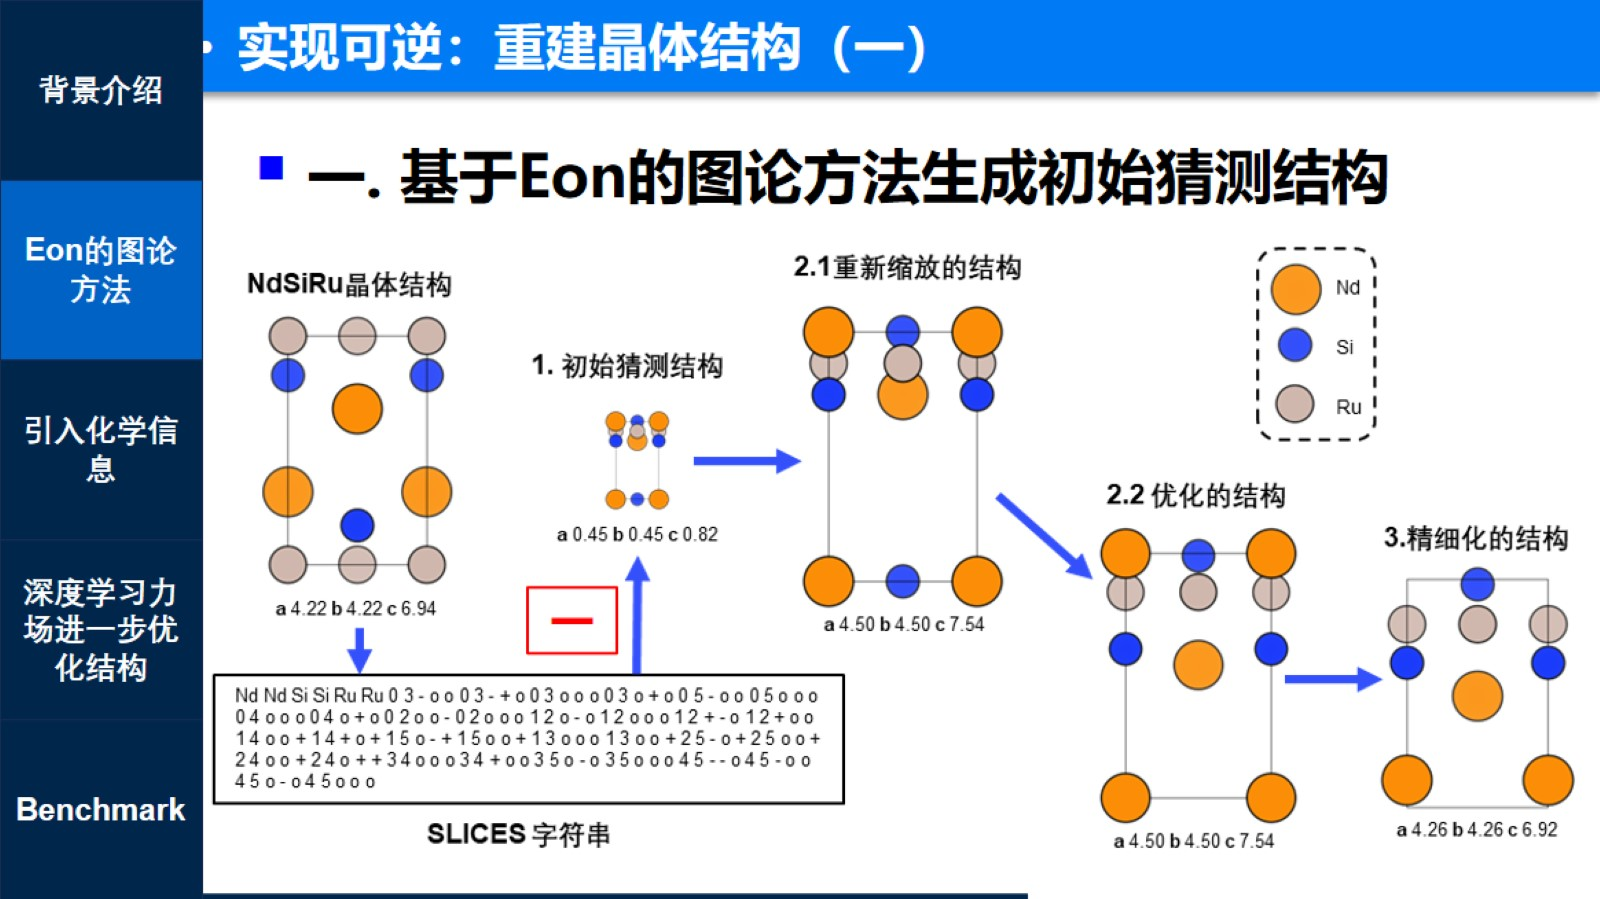 背景介绍
Eon的图论
方法
引入化学信
息
深度学习力
场进一步优
化结构
Benchmark
• 实现可逆：重建晶体结构（一）
一. 基于Eon的图论方法生成初始猜测结构
NdSiRu晶体结构
a 4.22 b 4.22 c 6.94
1. 初始猜测结构
a 0.45 b 0.45 c 0.82
2.1重新缩放的结构
a 4.50 b 4.50 c 7.54
Nd
Si
Ru
2.2 优化的结构
a 4.50 b 4.50 c 7.54
3.精细化的结构
a 4.26 b 4.26 c 6.92
一
Nd Nd Si Si Ru Ru 0 3 - o o 0 3 - + o 0 3 o o o 0 3 o + o 0 5 - o o 0 5 o o o
0 4 o o o 0 4 o + o 0 2 o o - 0 2 o o o 1 2 o - o 1 2 o o o 1 2 + - o 1 2 + o o
1 4 o o + 1 4 + o + 1 5 o - + 1 5 o o + 1 3 o o o 1 3 o o + 2 5 - o + 2 5 o o +
2 4 o o + 2 4 o + + 3 4 o o o 3 4 + o o 3 5 o - o 3 5 o o o 4 5 - - o 4 5 - o o
4 5 o - o 4 5 o o o
SLICES 字符串